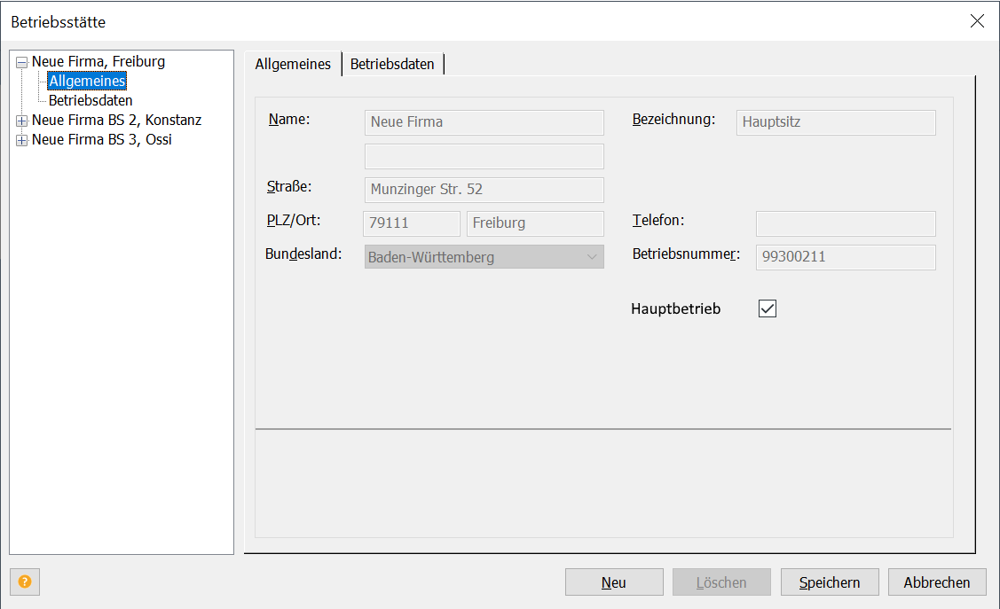 Betriebsstätte
Neue Firma, Freiburg
Allgemeines
Betriebsdaten
Neue Firma BS 2, Konstanz
Neue Firma BS 3, Ossi
Allgemeines Betriebsdaten
Name: Neue Firma Bezeichnung: Hauptsitz
Straße: Munzinger Str. 52
PLZ/Ort: 79111 Freiburg Telefon:
Bundesland: Baden-Württemberg Betriebsnummer: 99300211
Hauptbetrieb
? Neu Löschen Speichern Abbrechen